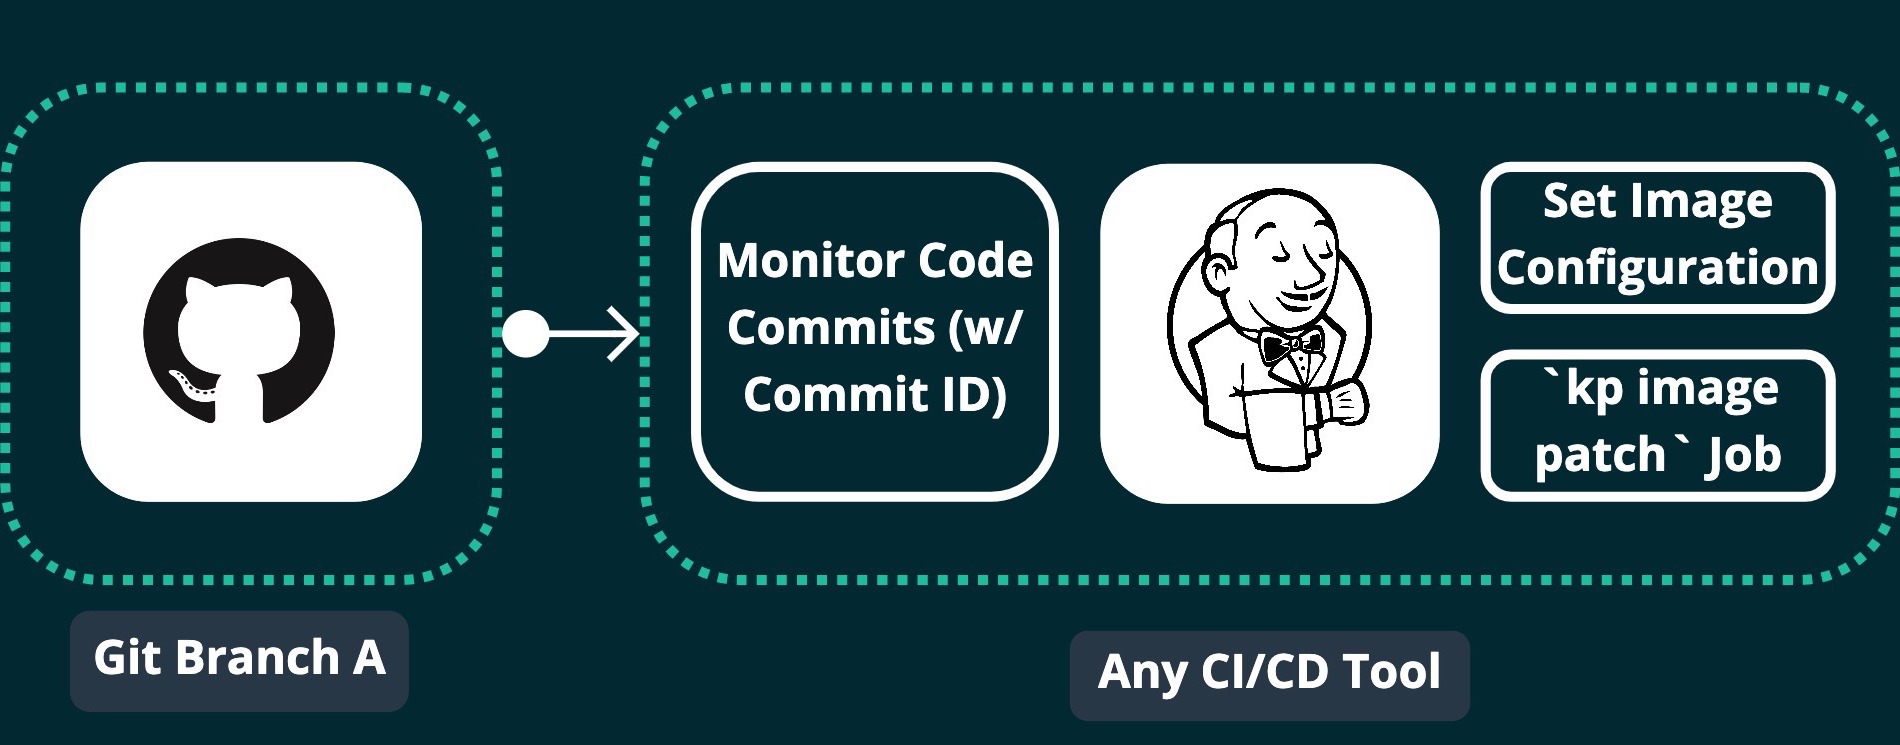 Monitor Code
Commits (w/
Commit ID)
Set Image
Configuration
`kp image
patch` Job
Git Branch A
Any CI/CD Tool